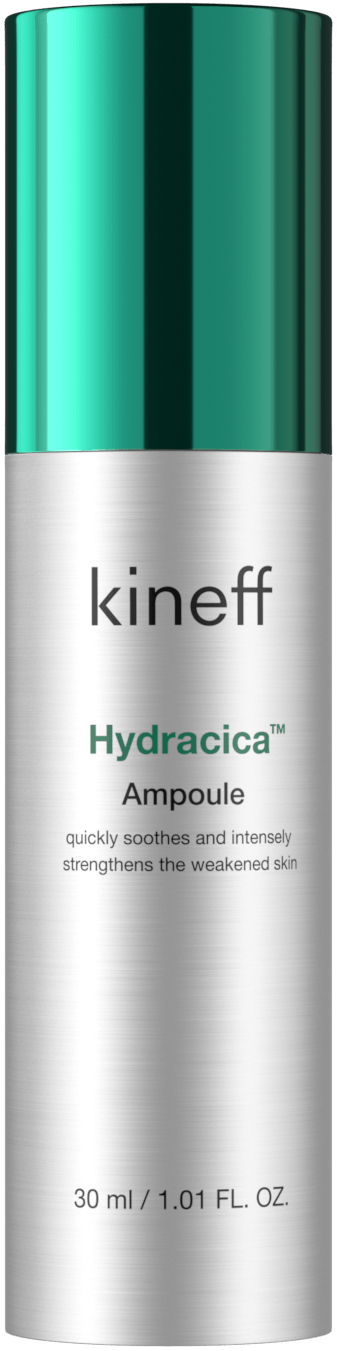 kineff
Hydracica™
Ampoule
quickly soothes and intensely
strengthens the weakened skin
30 ml / 1.01 FL. OZ.